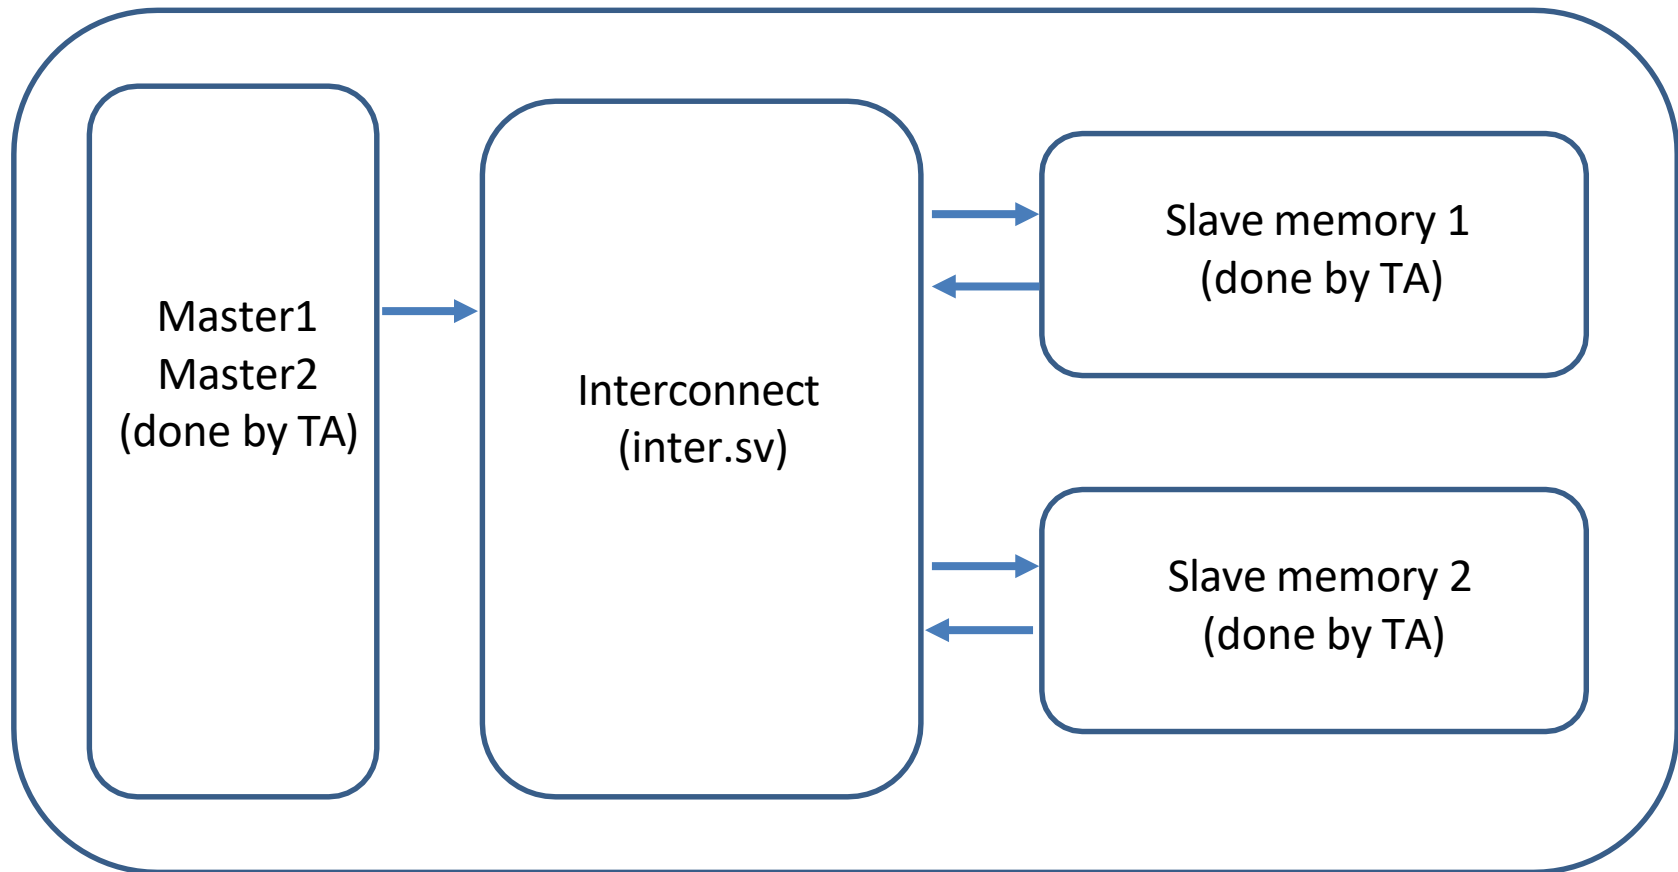 Master1
Master2
(done by TA)
Interconnect
(inter.sv)
Slave memory 1
(done by TA)
Slave memory 2
(done by TA)